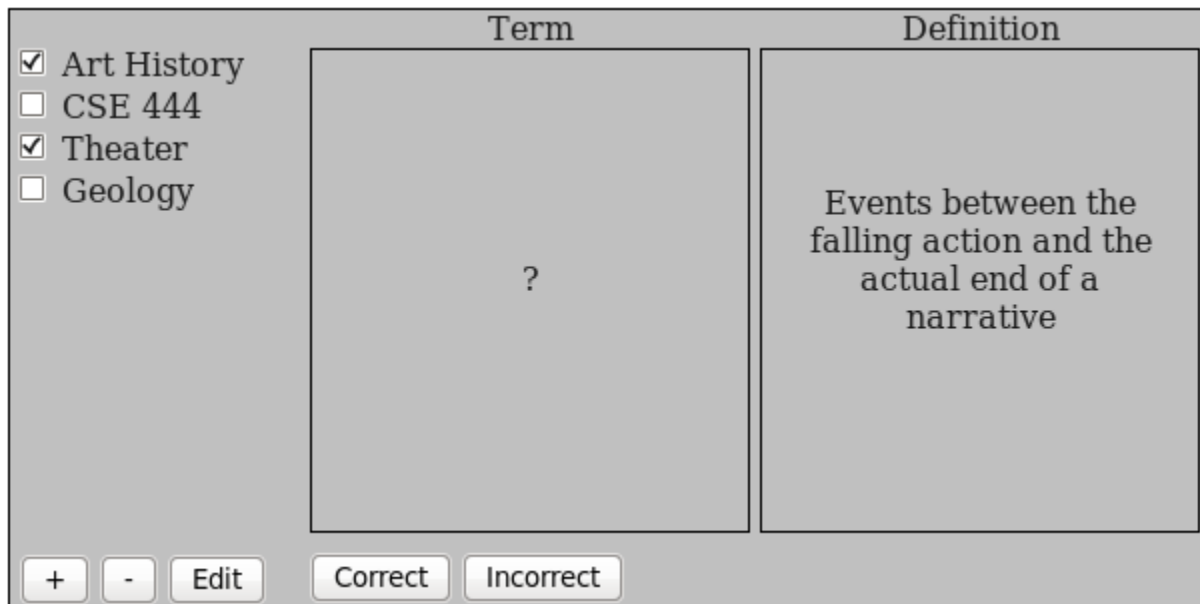 Term
Definition
Art History
CSE 444
Theater
Geology
?
Events between the
falling action and the
actual end of a
narrative
+
-
Edit
Correct
Incorrect